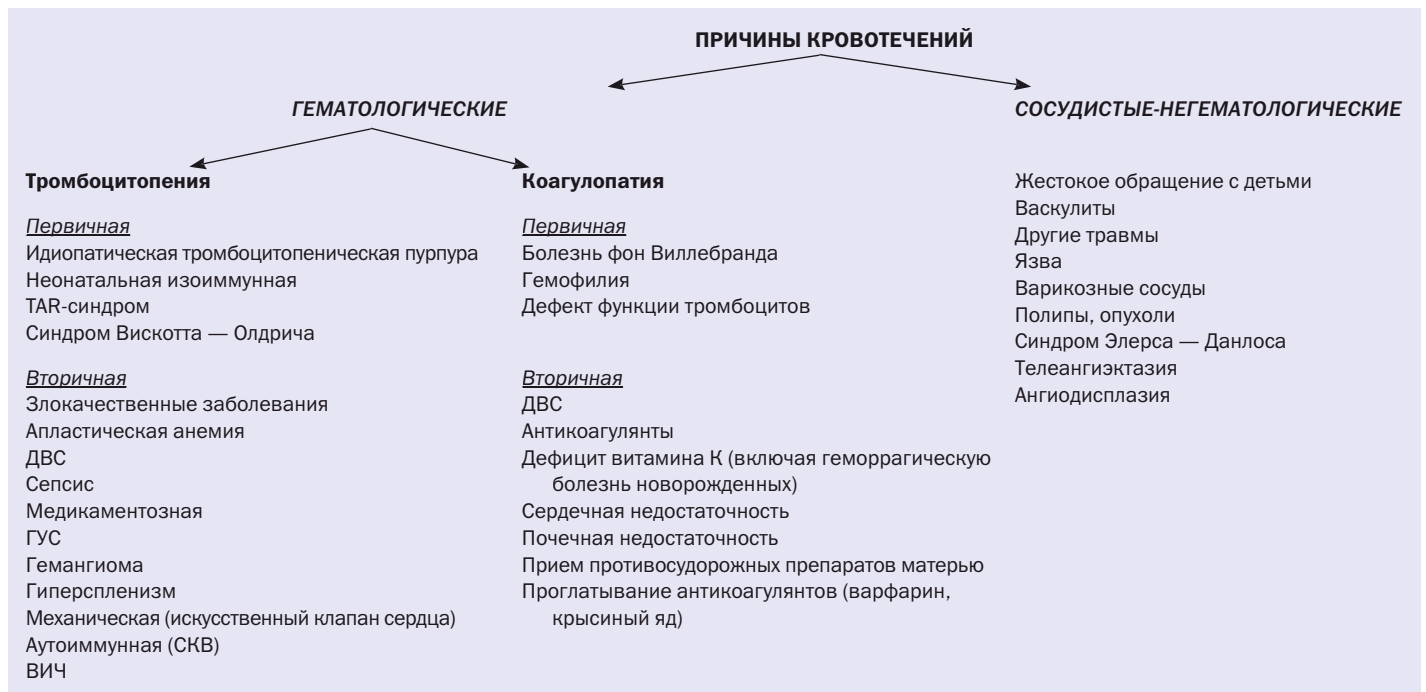 ПРИЧИНЫ КРОВОТЕЧЕНИЙ
ГЕМАТОЛОГИЧЕСКИЕ
СОСУДИСТЫЕ-НЕГЕМАТОЛОГИЧЕСКИЕ
Тромбоцитопения
Первичная
Идиопатическая тромбоцитопеническая пурпура
Неонатальная изоиммунная
TAR-синдром
Синдром Вискотта — Олдрича
Вторичная
Злокачественные заболевания
Апластическая анемия
ДВС
Сепсис
Медикаментозная
ГУС
Гемангиома
Гиперспленизм
Механическая (искусственный клапан сердца)
Аутоиммунная (СКВ)
ВИЧ
Коагулопатия
Первичная
Болезнь фон Виллебранда
Гемофилия
Дефект функции тромбоцитов
Вторичная
ДВС
Антикоагулянты
Дефицит витамина К (включая геморрагическую
болезнь новорожденных)
Сердечная недостаточность
Почечная недостаточность
Прием противосудорожных препаратов матерью
Проглатывание антикоагулянтов (варфарин,
крысиный яд)
Жестокое обращение с детьми
Васкулиты
Другие травмы
Язва
Варикозные сосуды
Полипы, опухоли
Синдром Элерса — Данлоса
Телеангиэктазия
Ангиодисплазия